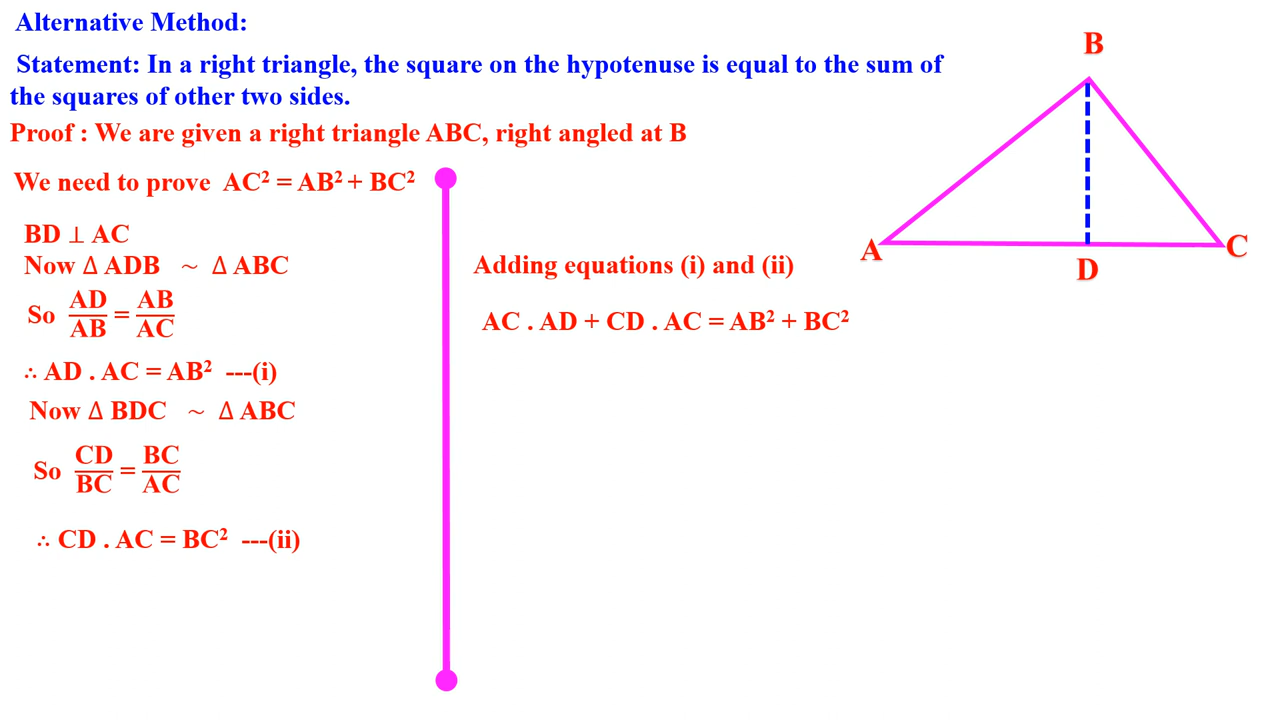 Alternative Method:
Statement: In a right triangle, the square on the hypotenuse is equal to the sum of
the squares of other two sides.
Proof : We are given a right triangle ABC, right angled at B
We need to prove AC² = AB² + BC²
BD ⊥ AC
Now Δ ADB ~ Δ ABC
So AD/AB = AB/AC
∴ AD . AC = AB² ---(i)
Now Δ BDC ~ Δ ABC
So CD/BC = BC/AC
∴ CD . AC = BC² ---(ii)
Adding equations (i) and (ii)
AC . AD + CD . AC = AB² + BC²
B
A
C
D